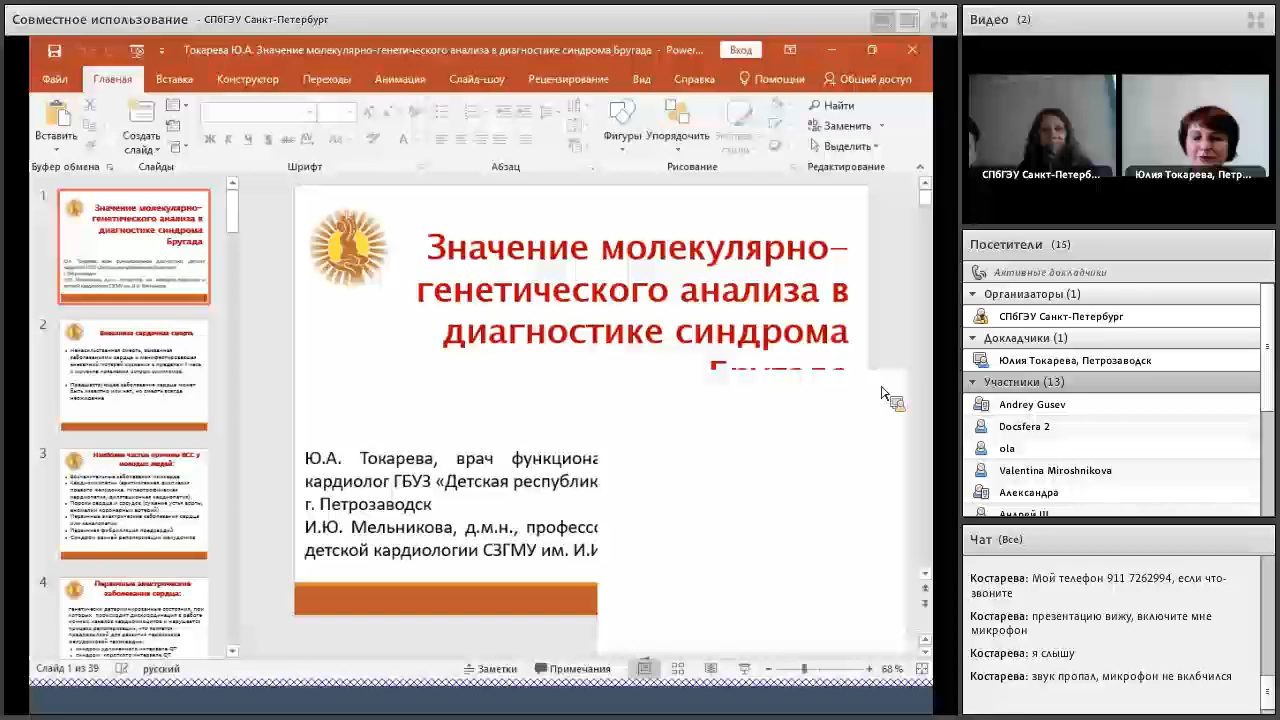 Совместное использование - СПбГЭУ Санкт-Петербург
Токарева Ю.А. Значение молекулярно-генетического анализа в диагностике синдрома Бругада - Power...
Вход
Файл Главная Вставка Конструктор Переходы Анимация Слайд-шоу Рецензирование Вид Справка Помощник Общий доступ
Вставить
Создать слайд
Фигуры Упорядочить
Найти
Заменить
Выделить
Буфер обмена Слайды Шрифт Абзац Рисование Редактирование
1
Значение молекулярно-
генетического анализа в
диагностике синдрома
Бругада
2
Внезапная сердечная смерть
3
Наиболее частые причины ВСС у
молодых людей:
4
Первичные электрические
заболевания сердца:
Значение молекулярно-
генетического анализа в
диагностике синдрома
Ю.А. Токарева, врач функциона
кардиолог ГБУЗ «Детская республик
г. Петрозаводск
И.Ю. Мельникова, д.м.н., професс
детской кардиологии СЗГМУ им. И.И
Слайд 1 из 39 русский Заметки Примечания 68 %
Видео (2)
СПбГЭУ Санкт-Петерб...
Юлия Токарева, Петр...
Посетители (15)
Активные докладчики
Организаторы (1)
СПбГЭУ Санкт-Петербург
Докладчики (1)
Юлия Токарева, Петрозаводск
Участники (13)
Andrey Gusev
Docsfera 2
ola
Valentina Miroshnikova
Александра
Андрей Ш
Чат (Все)
Костарева: Мой телефон 911 7262994, если что-
звоните
Костарева: презентацию вижу, включите мне
микрофон
Костарева: я слышу
Костарева: звук пропал, микрофон не вклбчился